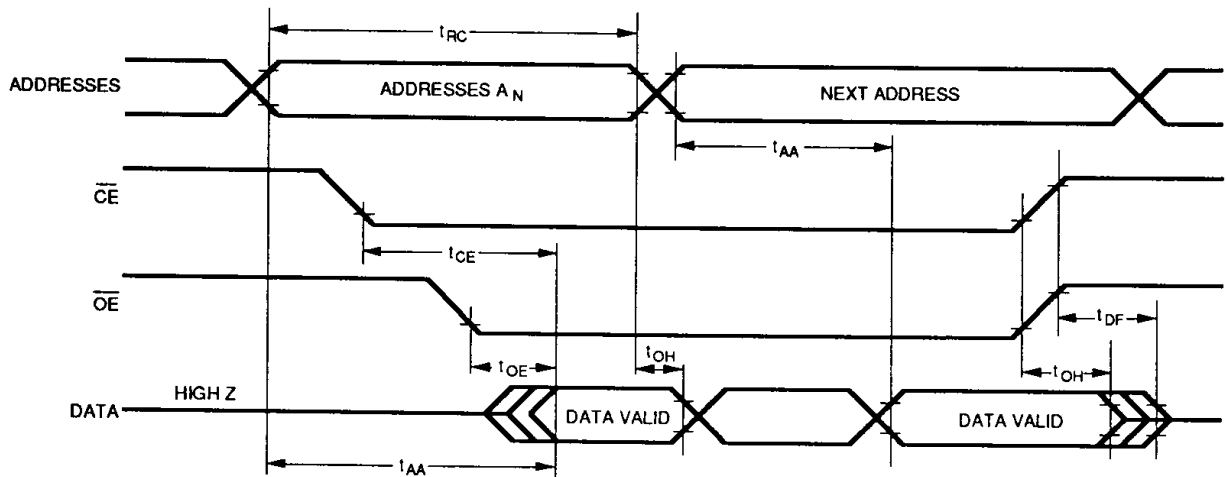 tRC
ADDRESSES
ADDRESSES AN
NEXT ADDRESS
tAA
CE
tCE
OE
tDF
tOH
tOE
tOH
HIGH Z
DATA
DATA VALID
DATA VALID
tAA